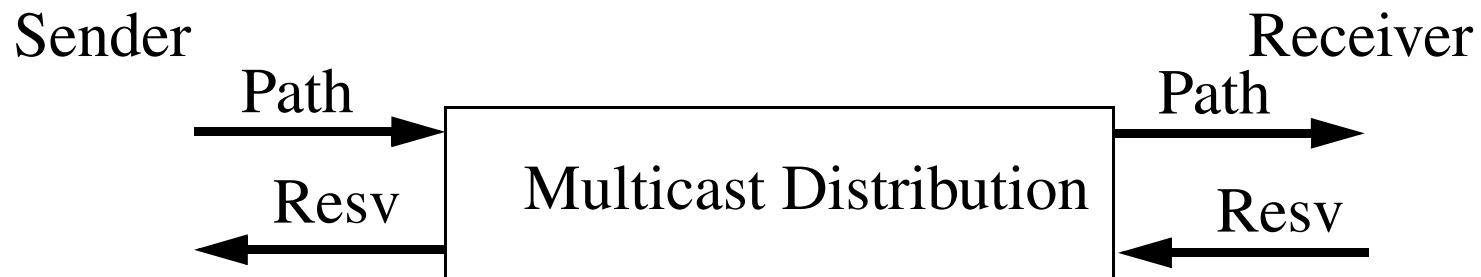 Sender
Receiver
Path
Path
Multicast Distribution
Resv
Resv